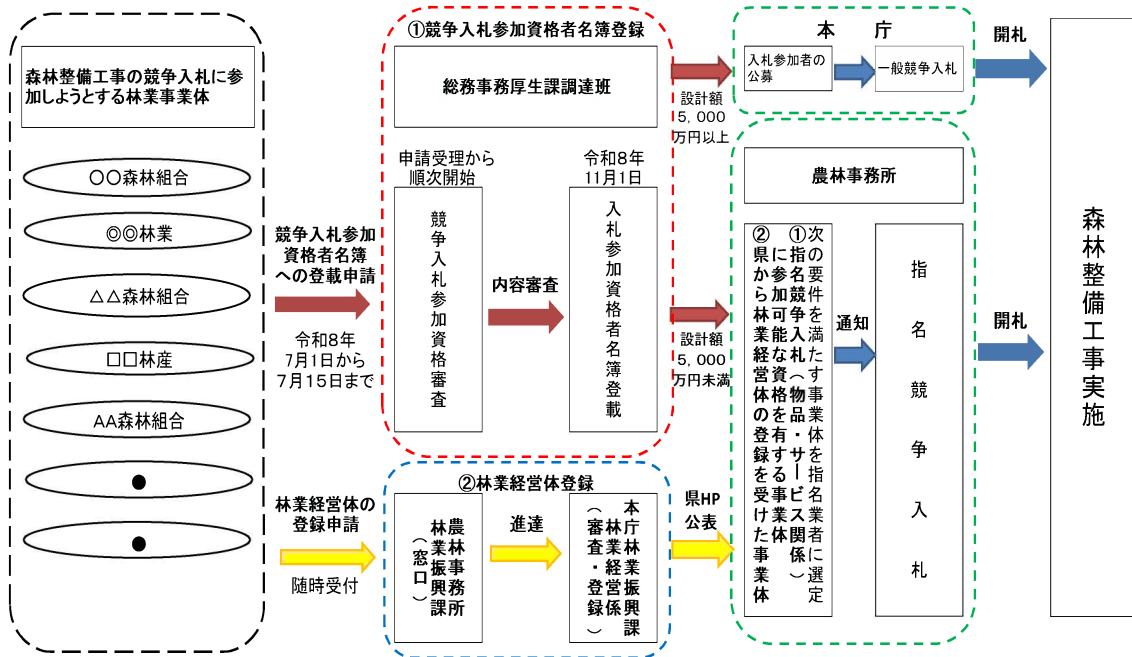 森林整備工事の競争入札に参
加しようとする林業事業体
〇〇森林組合
◎◎林業
△△森林組合
□□林産
AA森林組合
●
●
競争入札参加
資格者名簿
への登載申請
令和8年
7月1日から
7月15日まで
林業経営体の
登録申請
随時受付
①競争入札参加資格者名簿登録
総務事務厚生課調達班
申請受理から
順次開始
競争入札参加資格審査
内容審査
令和8年
11月1日
入札参加資格者名簿登載
②林業経営体登録
農林事務所
林業振興課
（窓口）
進達
本庁林業振興課
林業経営係
（審査・登録）
設計額
5，000
万円以上
設計額
5，000
万円未満
県HP
公表
本　庁
入札参加者の
公募
一般競争入札
開札
農林事務所
次の要件を満たす事業体を指名業者に選定
①指名競争入札（物品・サービス関係）
に参加可能な資格を有する事業体
②県から林業経営体の登録を受けた事業体
通知
指名競争入札
開札
森林整備工事実施